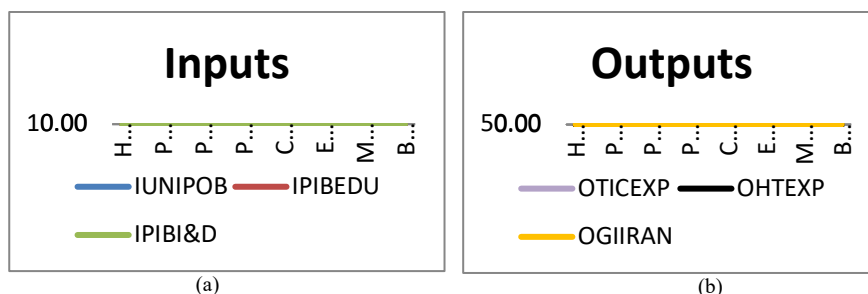 Inputs
10.00
H...
P...
P...
P...
C...
E...
M...
B...
IUNIPOB IPIBEDU
IPIBI&D
(a)
Outputs
50.00
H...
P...
P...
P...
C...
E...
M...
B...
OTICEXP OHTEXP
OGIIRAN
(b)